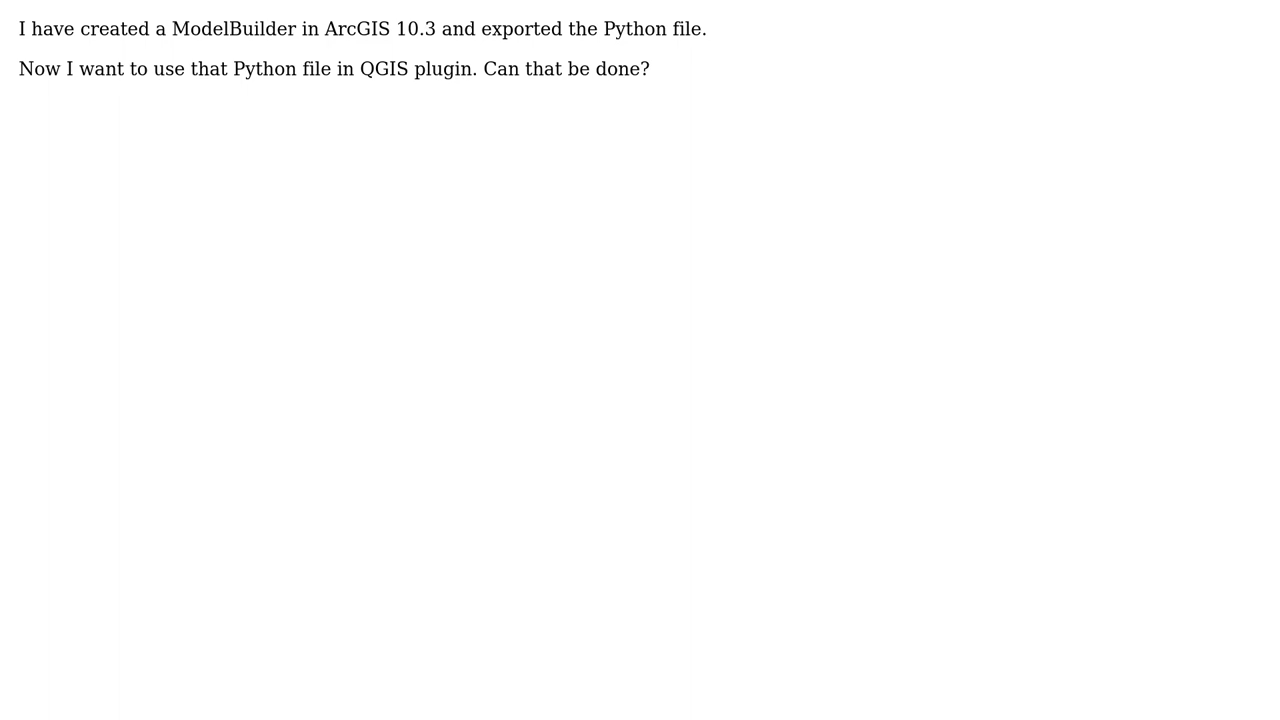 I have created a ModelBuilder in ArcGIS 10.3 and exported the Python file.
Now I want to use that Python file in QGIS plugin. Can that be done?